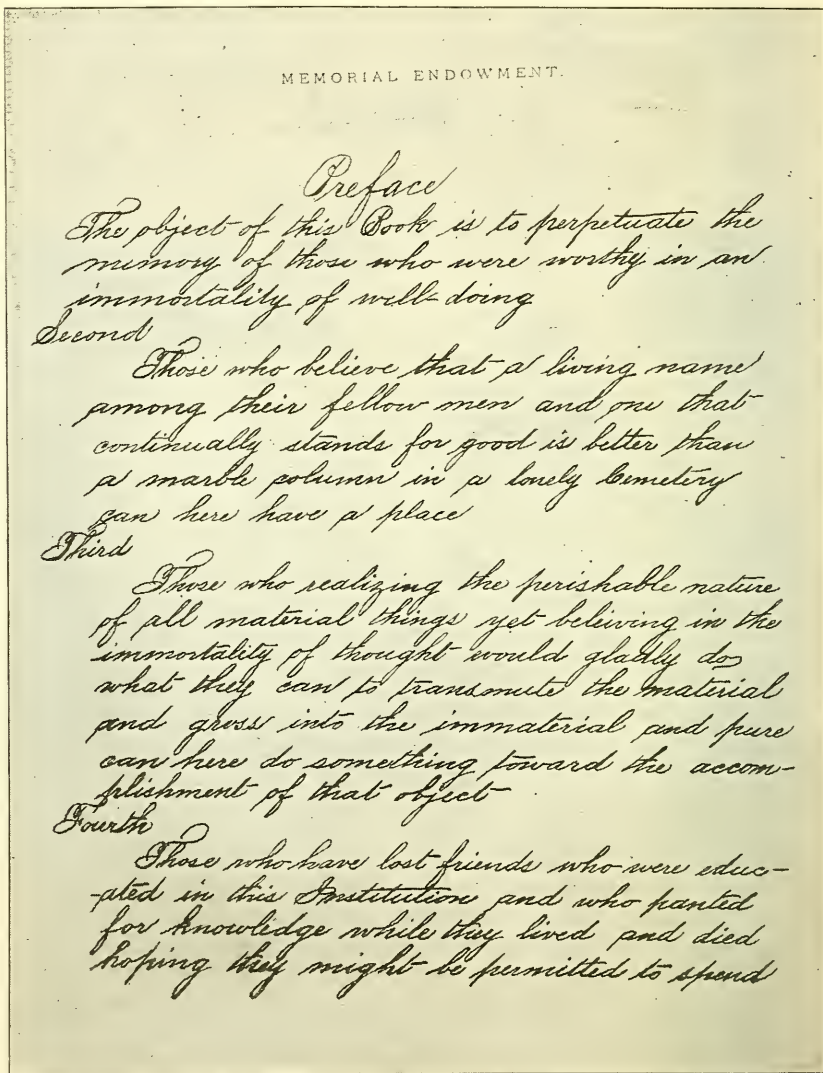 MEMORIAL ENDOWMENT.
Preface
The object of this Book is to perpetuate the
memory of those who were worthy in an
immortality of well-doing
Second
Those who believe that a living name
among their fellow men and one that
continually stands for good is better than
a marble column in a lonely Cemetery
can here have a place
Third
Those who realizing the perishable nature
of all material things yet beleiving in the
immortality of thought would gladly do
what they can to transmute the material
and gross into the immaterial and pure
can here do something toward the accom-
plishment of that object
Fourth
Those who have lost friends who were educ-
-ated in this Institution and who panted
for knowledge while they lived and died
hoping they might be permitted to spend